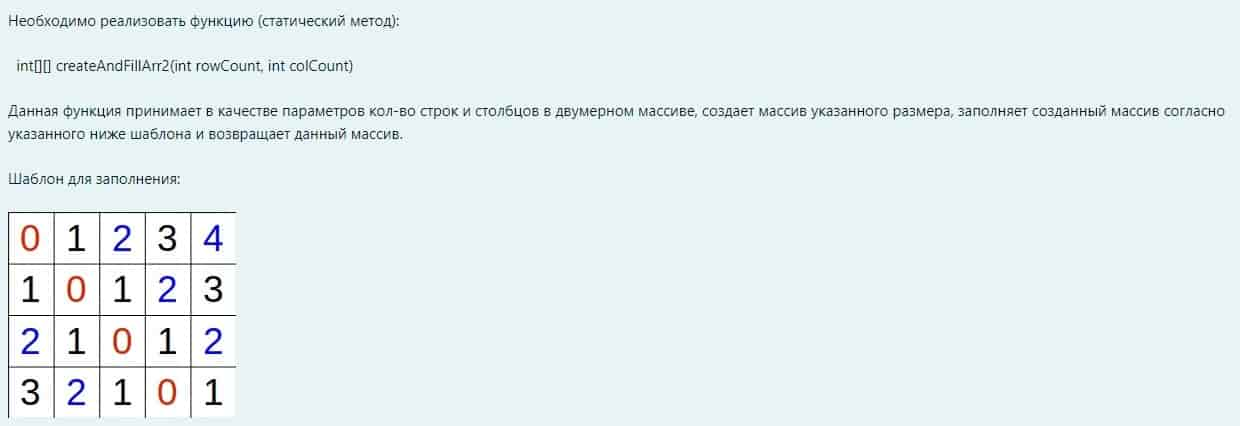 Необходимо реализовать функцию (статический метод):
int[][] createAndFillArr2(int rowCount, int colCount)
Данная функция принимает в качестве параметров кол-во строк и столбцов в двумерном массиве, создает массив указанного размера, заполняет созданный массив согласно
указанного ниже шаблона и возвращает данный массив.
Шаблон для заполнения:
0 1 2 3 4
1 0 1 2 3
2 1 0 1 2
3 2 1 0 1